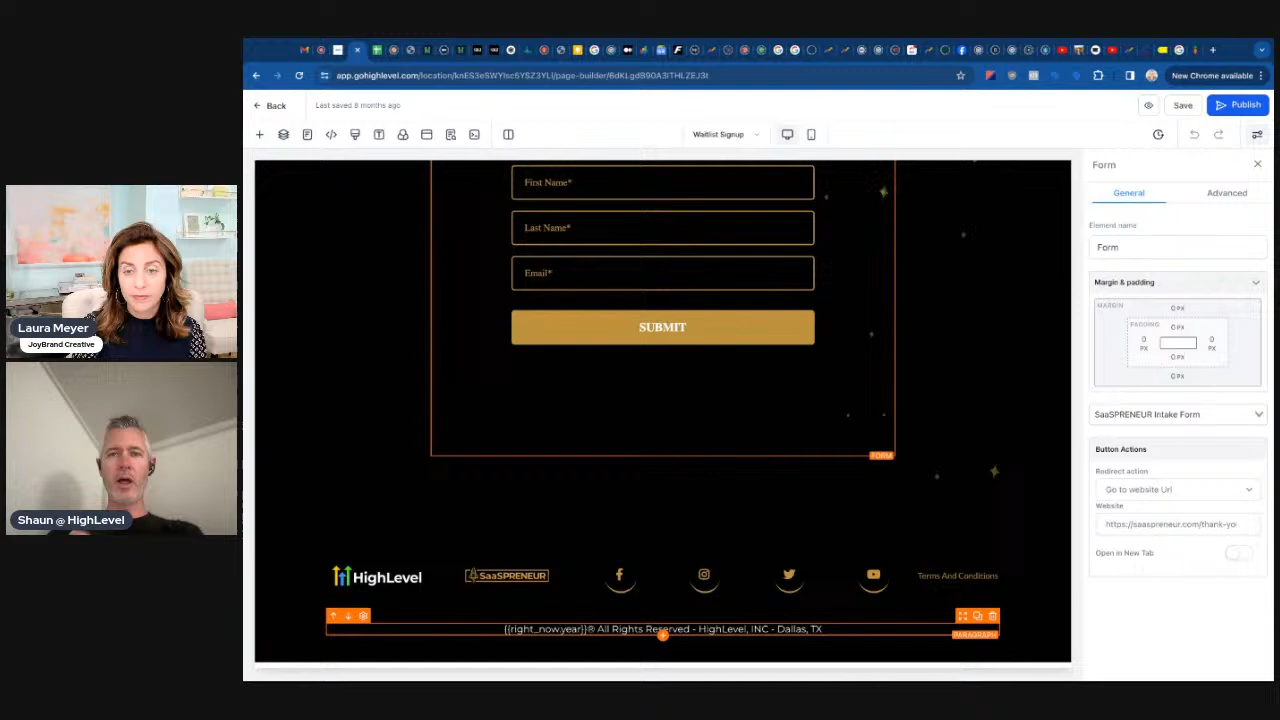 app.gohighlevel.com/location/knES3eSWYlsc6YSZ3YLl/page-builder/6dKLgdB90A3iTHLZEJ3t
New Chrome available
Back
Last saved 8 months ago
Save
Publish
Waitlist Signup
Form
General
Advanced
Element name
Form
Margin & padding
MARGIN
0 PX
PADDING
0 PX
0 PX
0 PX
0 PX
0 PX
SaaSPRENEUR Intake Form
Button Actions
Redirect action
Go to website Url
Website
https://saaspreneur.com/thank-yo
Open in New Tab
First Name*
Last Name*
Email*
SUBMIT
FORM
HighLevel
SaaSPRENEUR
Terms And Conditions
{{right_now.year}}® All Rights Reserved - HighLevel, INC - Dallas, TX
PARAGRAPH
Laura Meyer
JoyBrand Creative
Shaun @ HighLevel